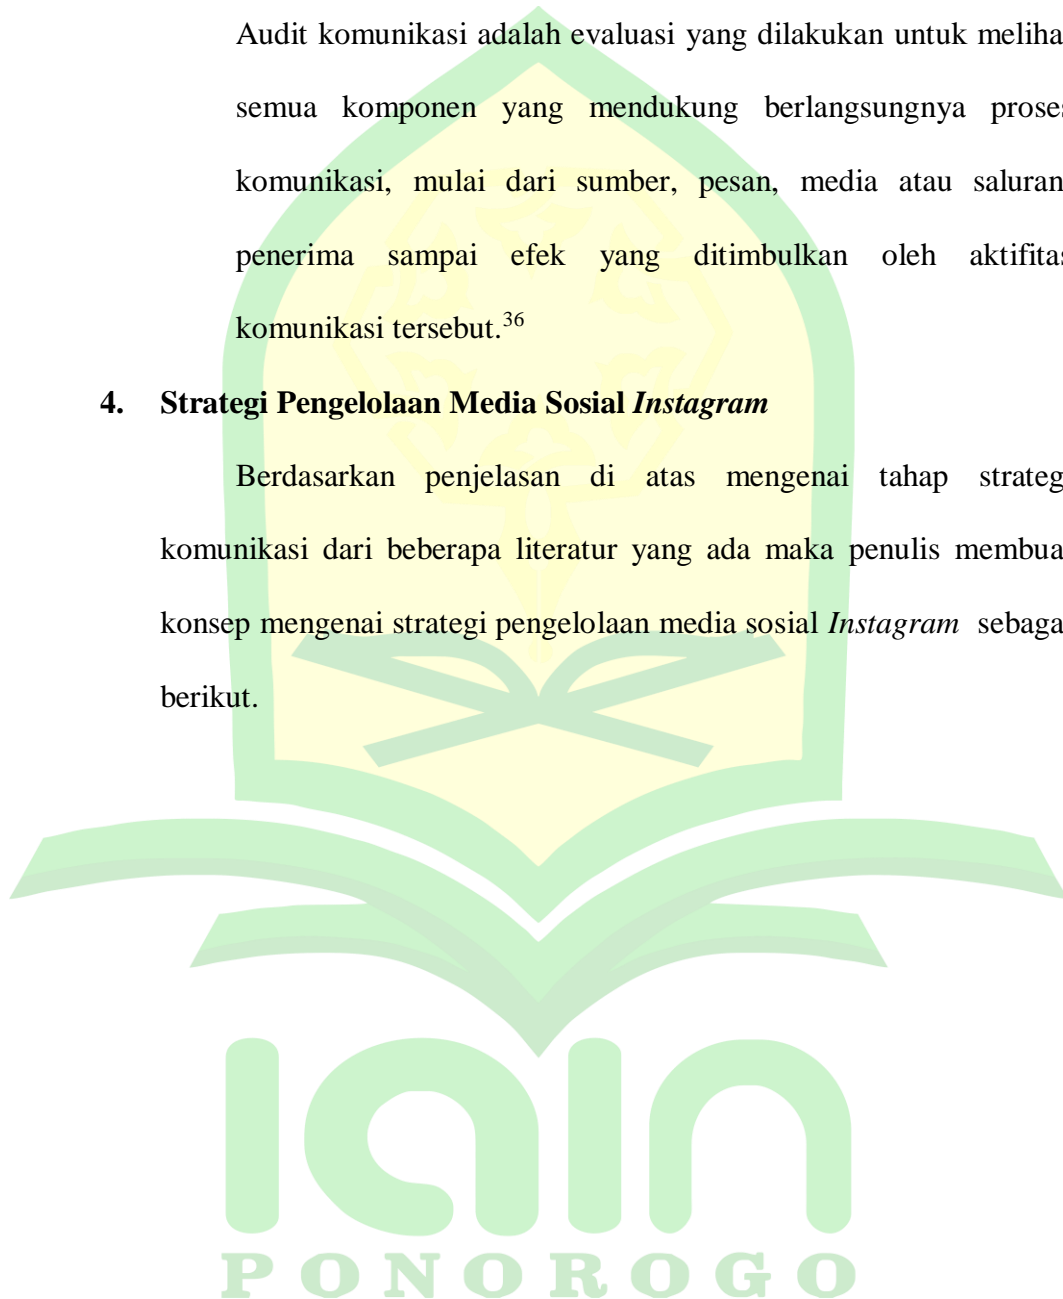 Audit komunikasi adalah evaluasi yang dilakukan untuk meliha
semua komponen yang mendukung berlangsungnya prose
komunikasi, mulai dari sumber, pesan, media atau saluran
penerima sampai efek yang ditimbulkan oleh aktifita
komunikasi tersebut.36
4. Strategi Pengelolaan Media Sosial Instagram
Berdasarkan penjelasan di atas mengenai tahap strateg
komunikasi dari beberapa literatur yang ada maka penulis membua
konsep mengenai strategi pengelolaan media sosial Instagram sebaga
berikut.
iain
PONOROGO